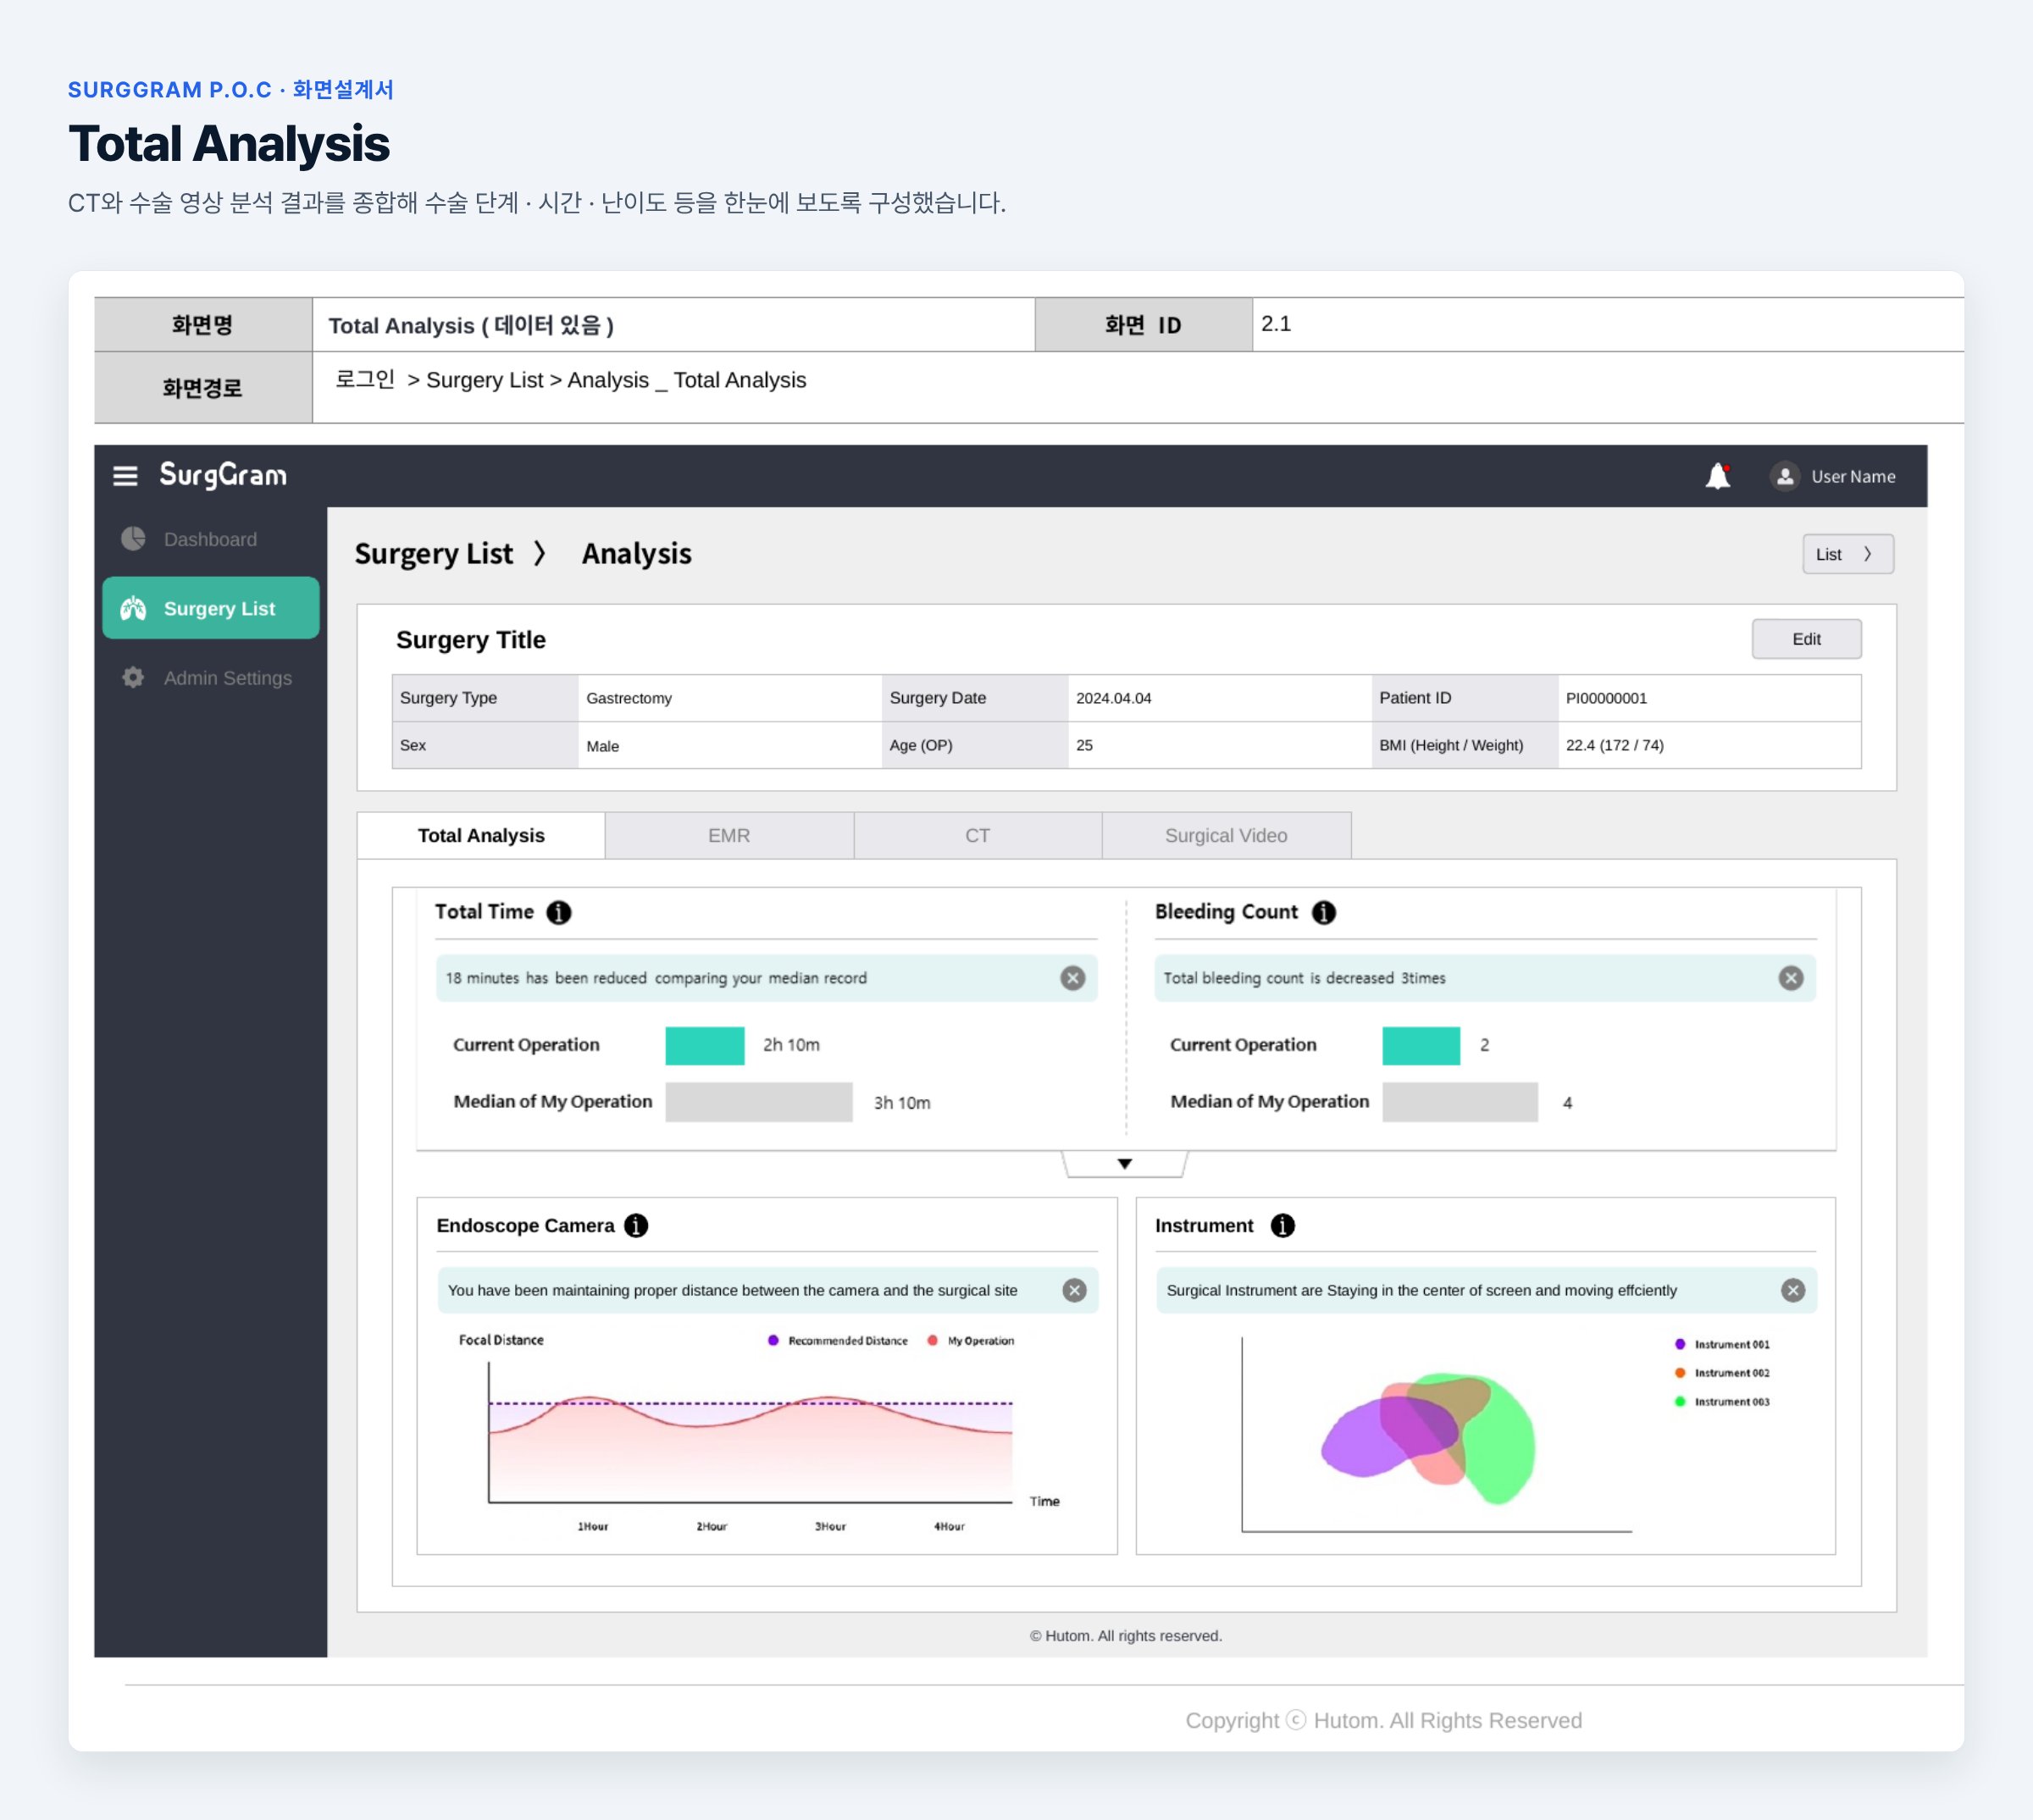 SURGGRAM P.O.C · 화면설계서
Total Analysis
CT와 수술 영상 분석 결과를 종합해 수술 단계 · 시간 · 난이도 등을 한눈에 보도록 구성했습니다.
화면명 Total Analysis ( 데이터 있음 ) 화면 ID 2.1
화면경로 로그인 > Surgery List > Analysis _ Total Analysis
SurgGram User Name
Dashboard
Surgery List
Admin Settings
Surgery List 〉 Analysis List 〉
Surgery Title Edit
Surgery Type Gastrectomy Surgery Date 2024.04.04 Patient ID PI00000001
Sex Male Age (OP) 25 BMI (Height / Weight) 22.4 (172 / 74)
Total Analysis EMR CT Surgical Video
Total Time
18 minutes has been reduced comparing your median record
Current Operation 2h 10m
Median of My Operation 3h 10m
Bleeding Count
Total bleeding count is decreased 3times
Current Operation 2
Median of My Operation 4
Endoscope Camera
You have been maintaining proper distance between the camera and the surgical site
Focal Distance Recommended Distance My Operation
Time
1Hour 2Hour 3Hour 4Hour
Instrument
Surgical Instrument are Staying in the center of screen and moving effciently
Instrument 001
Instrument 002
Instrument 003
© Hutom. All rights reserved.
Copyright ⓒ Hutom. All Rights Reserved